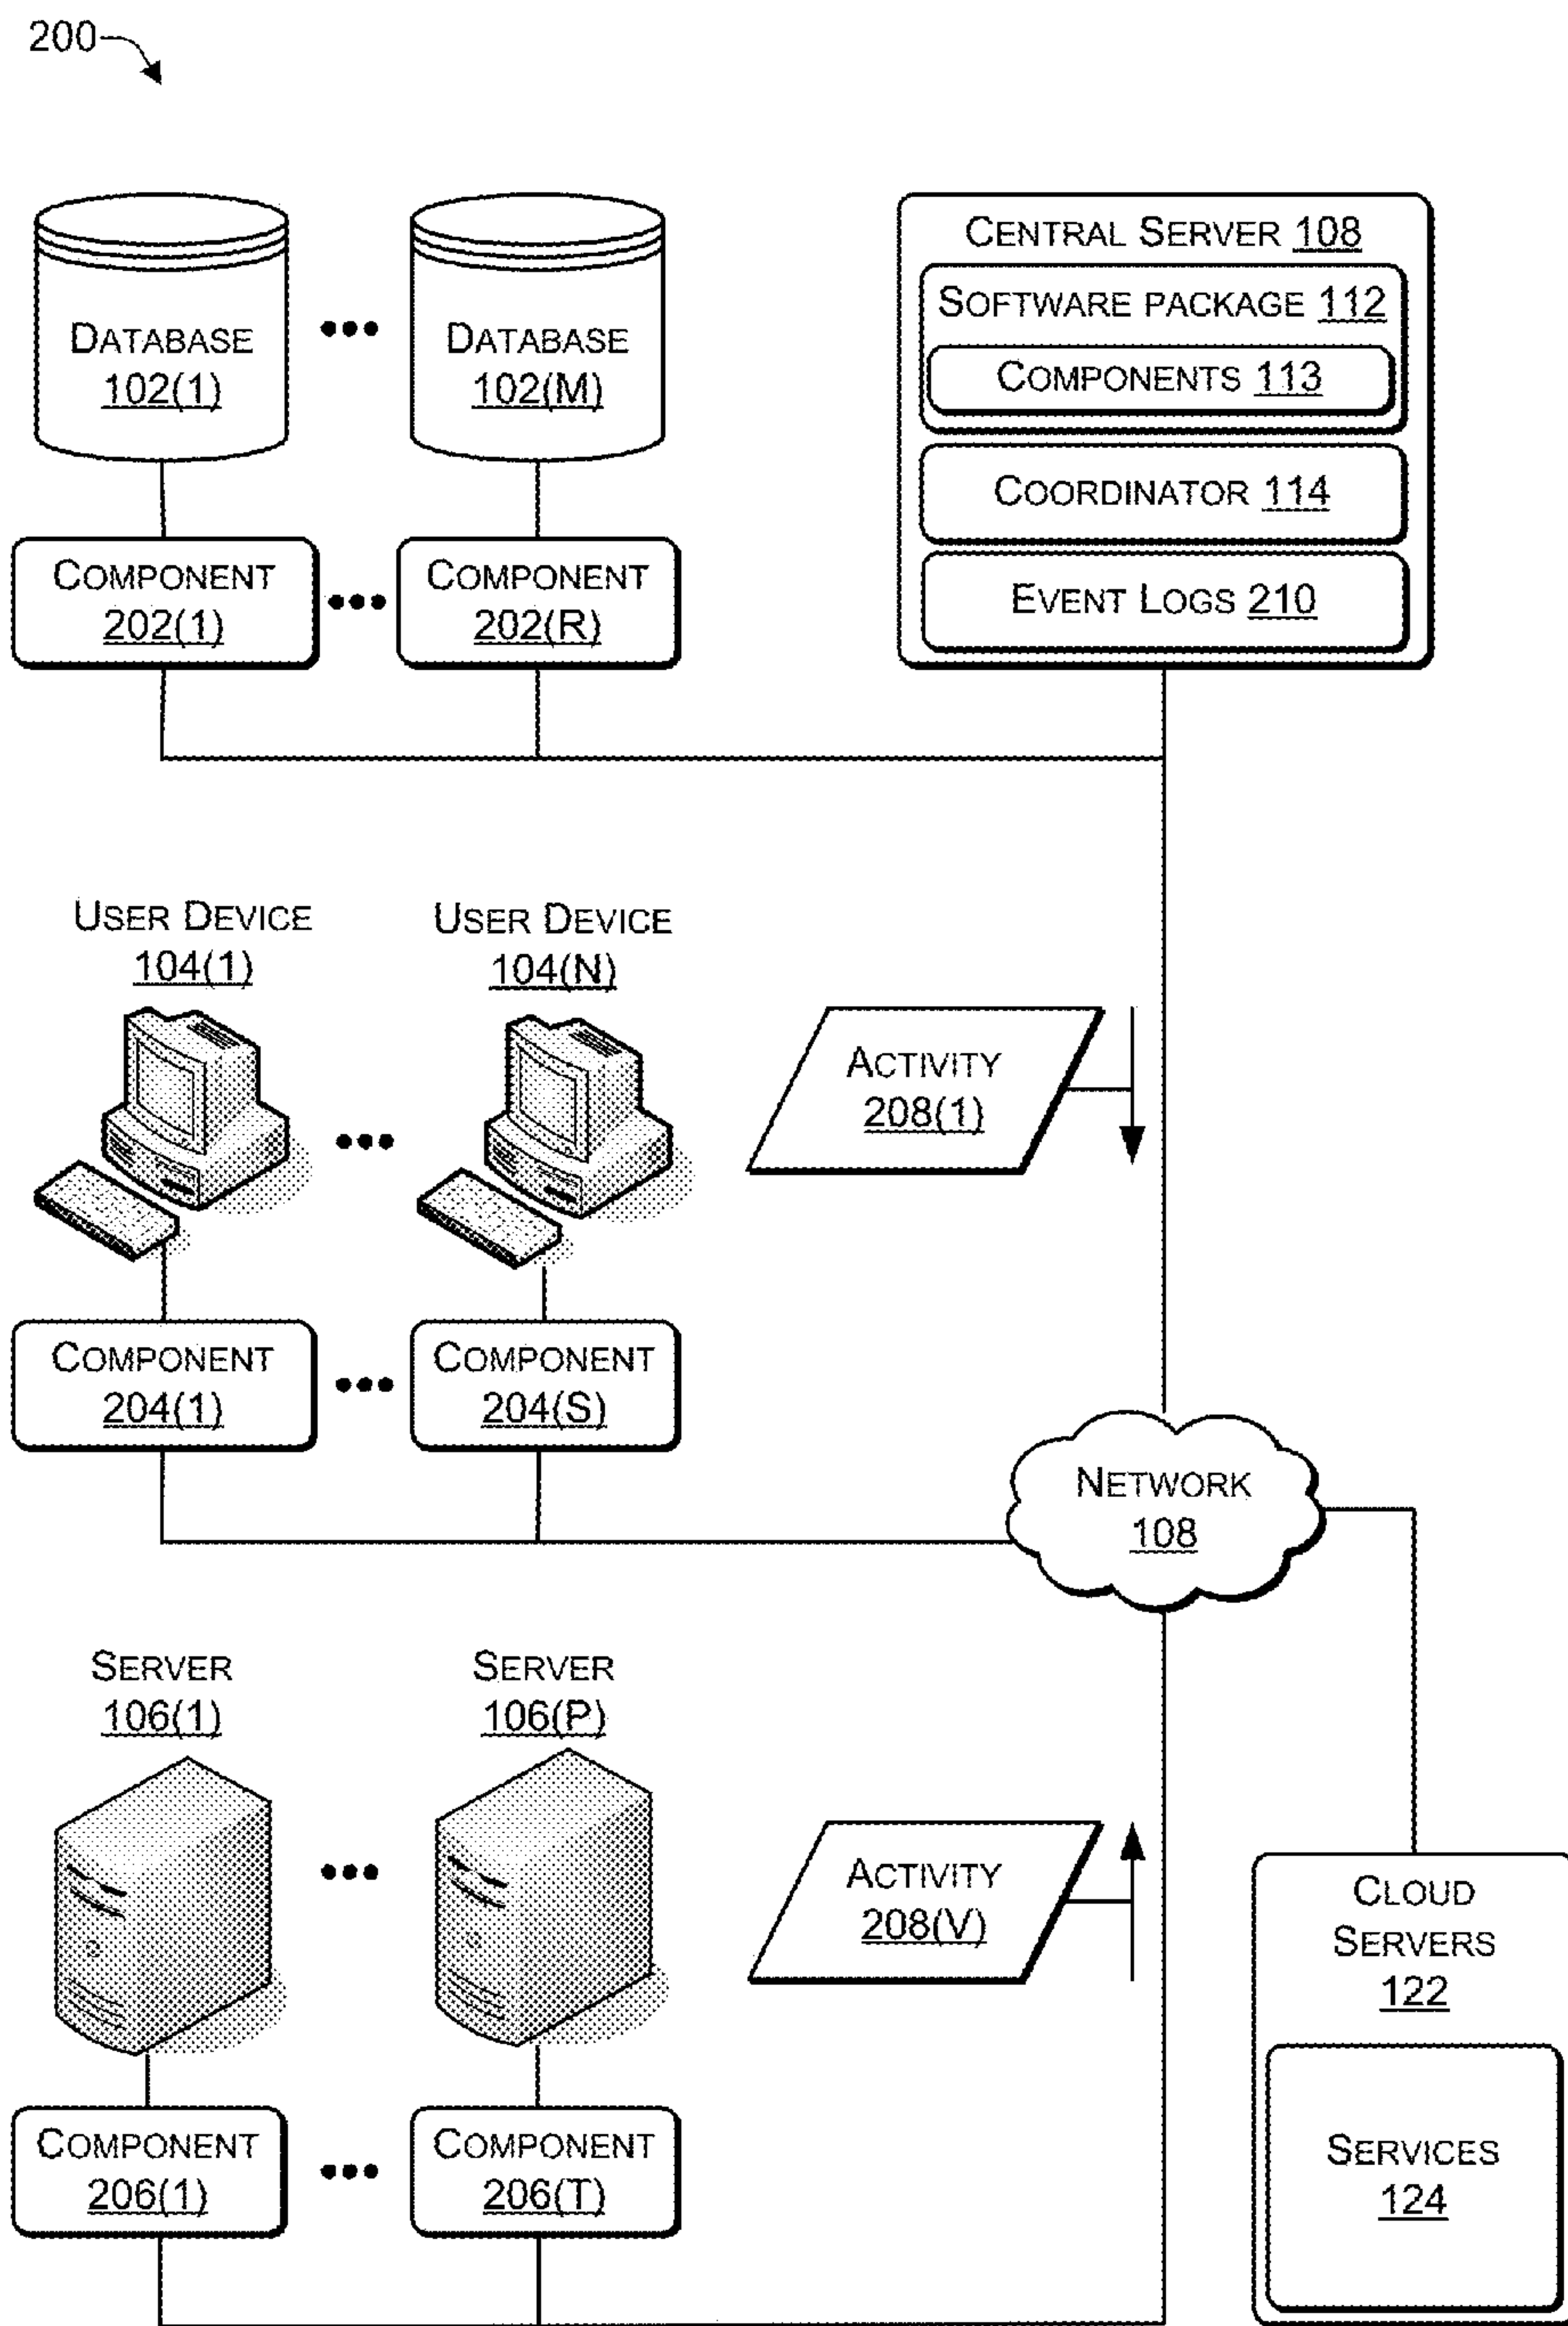 200
DATABASE
102(1)
DATABASE
102(M)
CENTRAL SERVER 108
SOFTWARE PACKAGE 112
COMPONENTS 113
COORDINATOR 114
EVENT LOGS 210
COMPONENT
202(1)
COMPONENT
202(R)
USER DEVICE
104(1)
USER DEVICE
104(N)
ACTIVITY
208(1)
COMPONENT
204(1)
COMPONENT
204(S)
NETWORK
108
SERVER
106(1)
SERVER
106(P)
ACTIVITY
208(V)
CLOUD
SERVERS
122
SERVICES
124
COMPONENT
206(1)
COMPONENT
206(T)